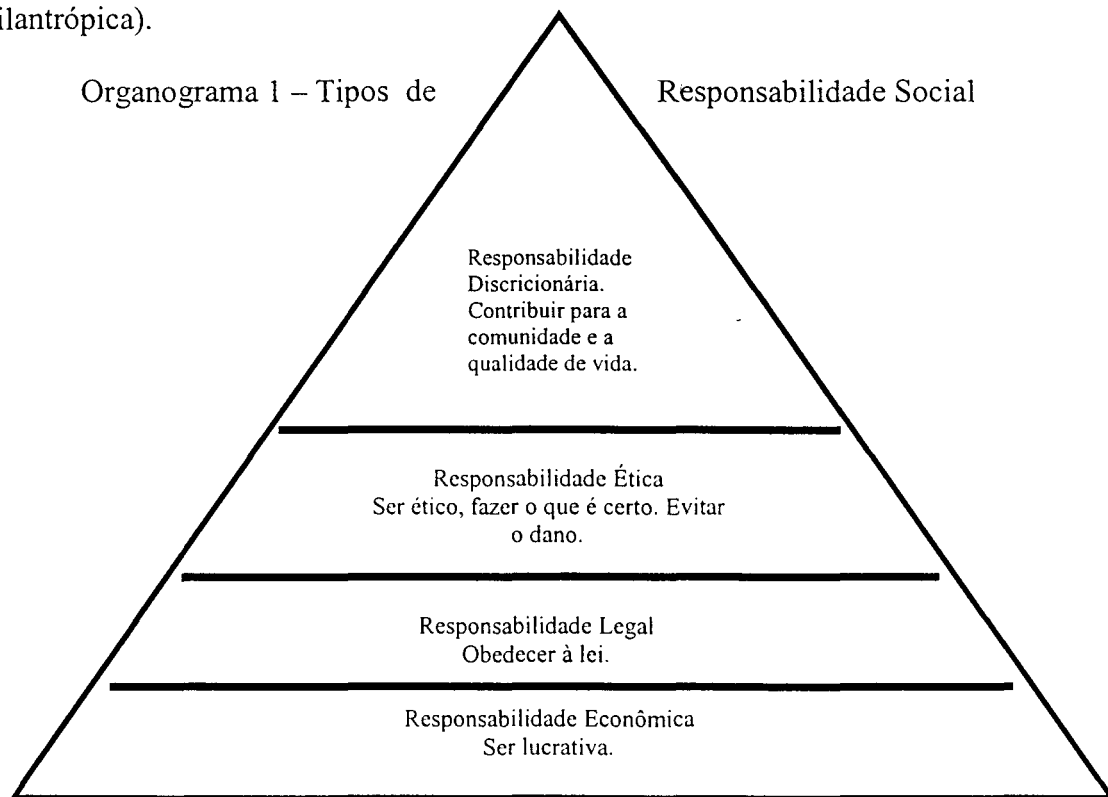 ilantrópica).
Organograma 1 – Tipos de Responsabilidade Social
Responsabilidade
Discricionária.
Contribuir para a
comunidade e a
qualidade de vida.
Responsabilidade Ética
Ser ético, fazer o que é certo. Evitar
o dano.
Responsabilidade Legal
Obedecer à lei.
Responsabilidade Econômica
Ser lucrativa.